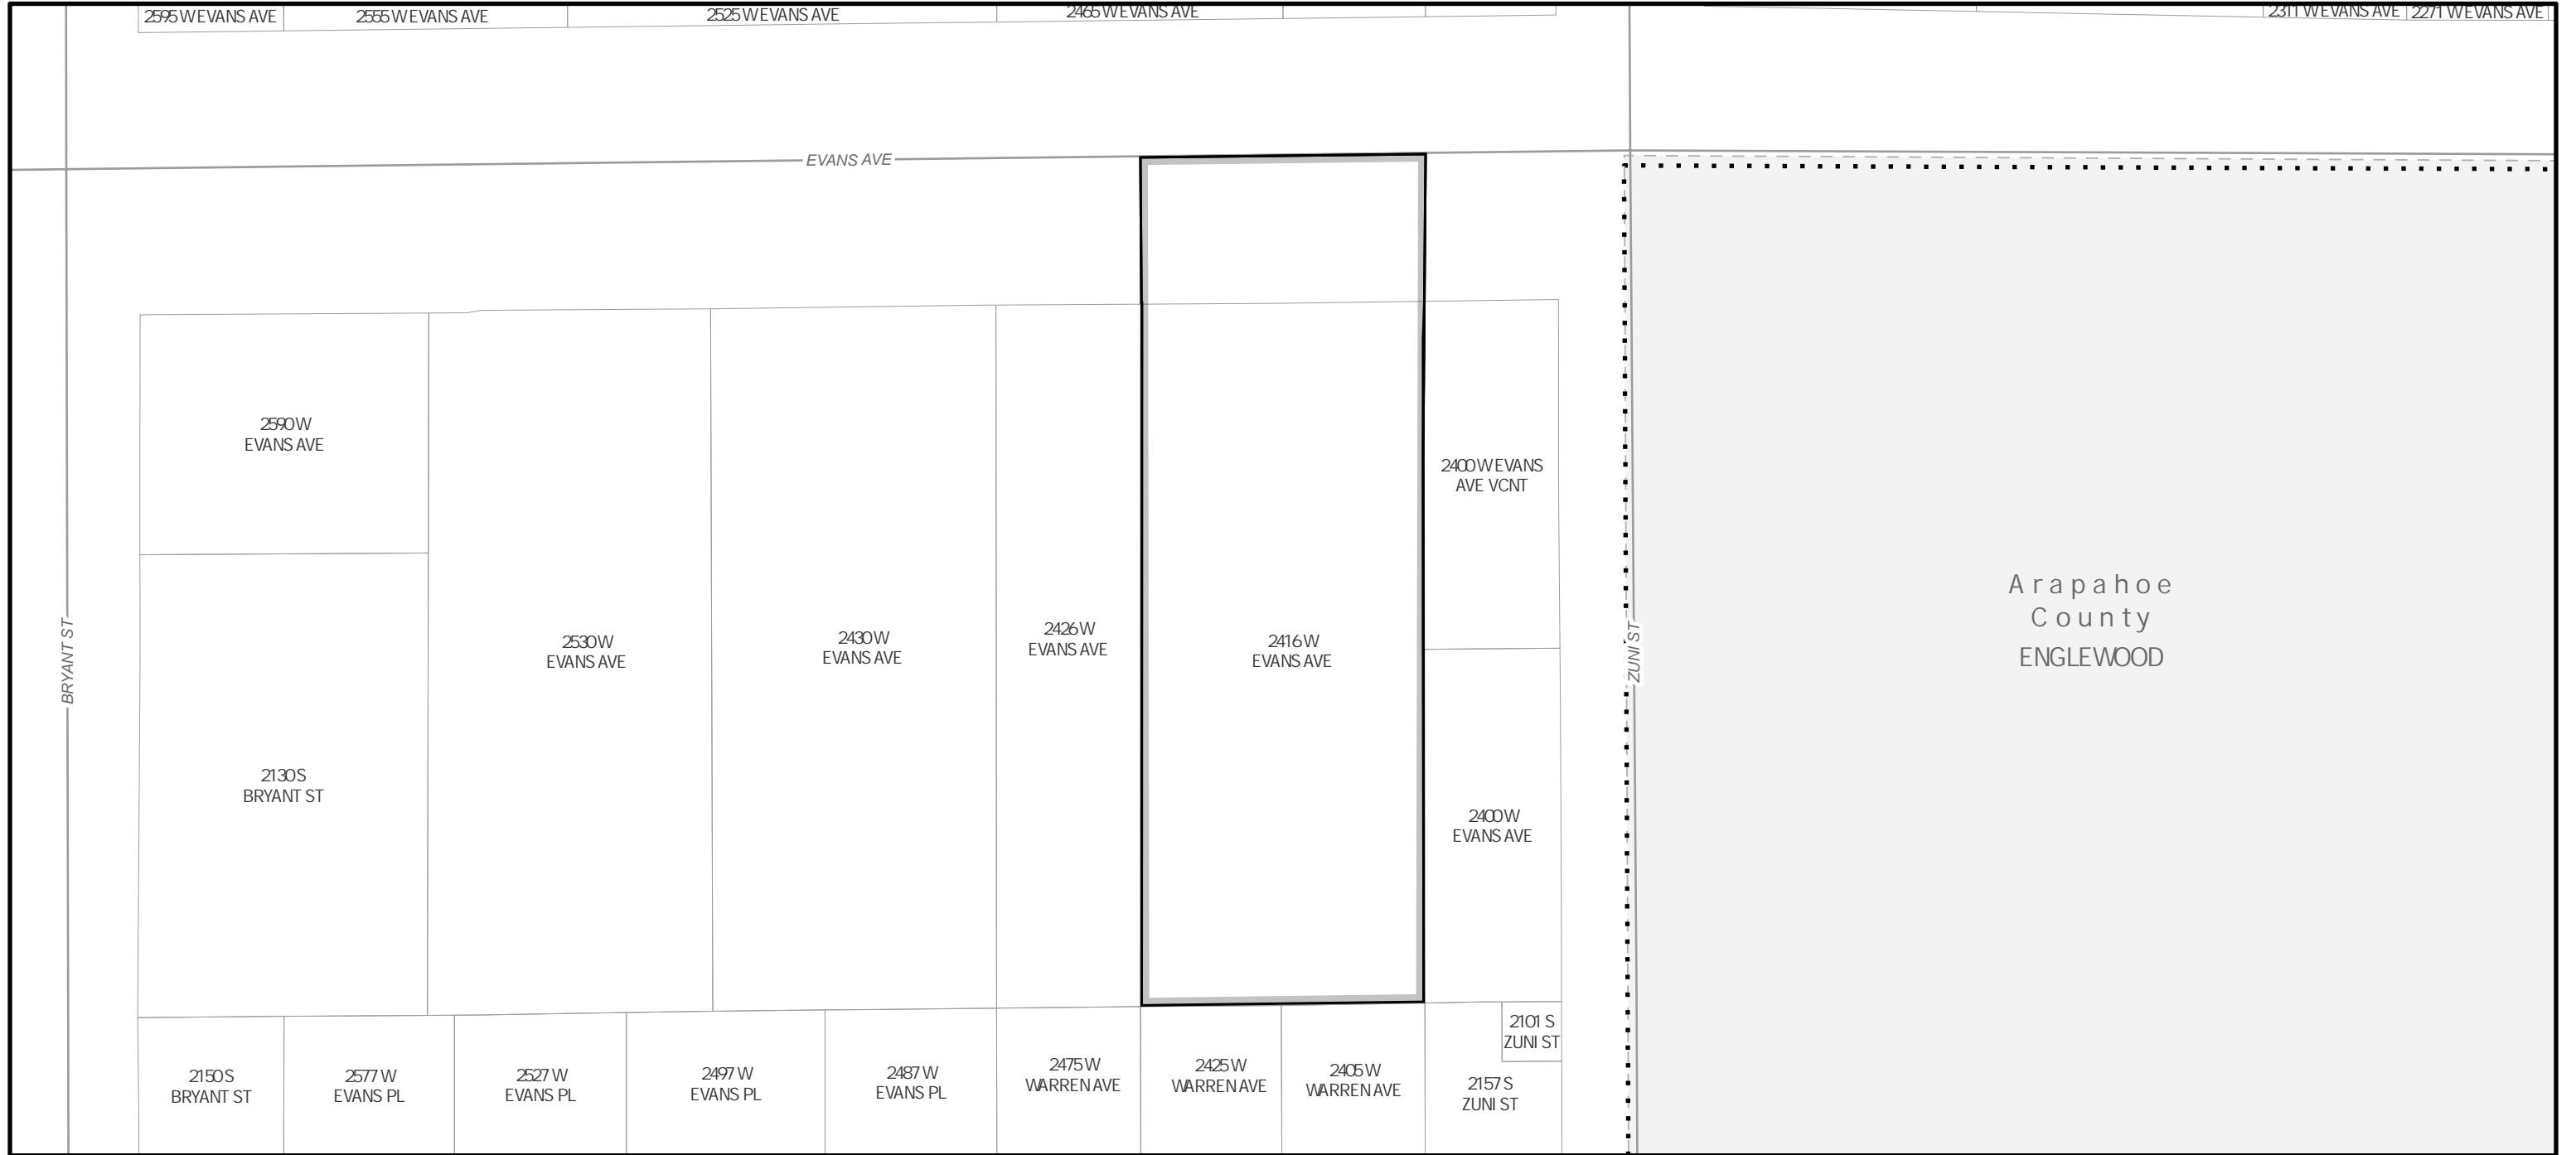 2595 W EVANS AVE
2555 W EVANS AVE
2525 W EVANS AVE
2465 W EVANS AVE
2311 W EVANS AVE
2271 W EVANS AVE
EVANS AVE
2590 W
EVANS AVE
2400 W EVANS
AVE VCNT
Arapahoe
County
ENGLEWOOD
BRYANT ST
2530 W
EVANS AVE
2430 W
EVANS AVE
2426 W
EVANS AVE
2416 W
EVANS AVE
ZUNI ST
2130 S
BRYANT ST
2400 W
EVANS AVE
2150 S
BRYANT ST
2577 W
EVANS PL
2527 W
EVANS PL
2497 W
EVANS PL
2487 W
EVANS PL
2475 W
WARREN AVE
2425 W
WARREN AVE
2405 W
WARREN AVE
2101 S
ZUNI ST
2157 S
ZUNI ST